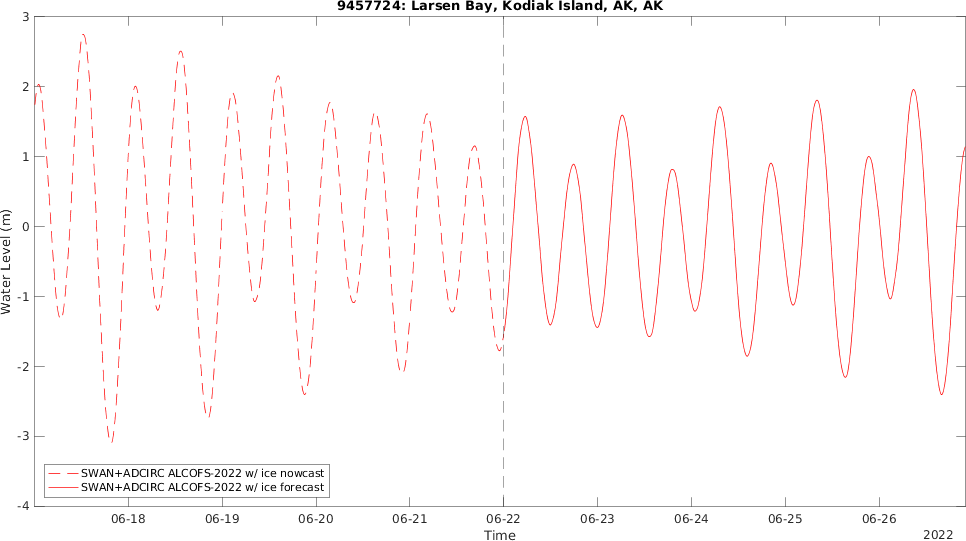 9457724: Larsen Bay, Kodiak Island, AK, AK
3
2
1
0
-1
-2
-3
-4
Water Level (m)
SWAN+ADCIRC ALCOFS-2022 w/ ice nowcast
SWAN+ADCIRC ALCOFS-2022 w/ ice forecast
06-18 06-19 06-20 06-21 06-22 06-23 06-24 06-25 06-26
Time
2022